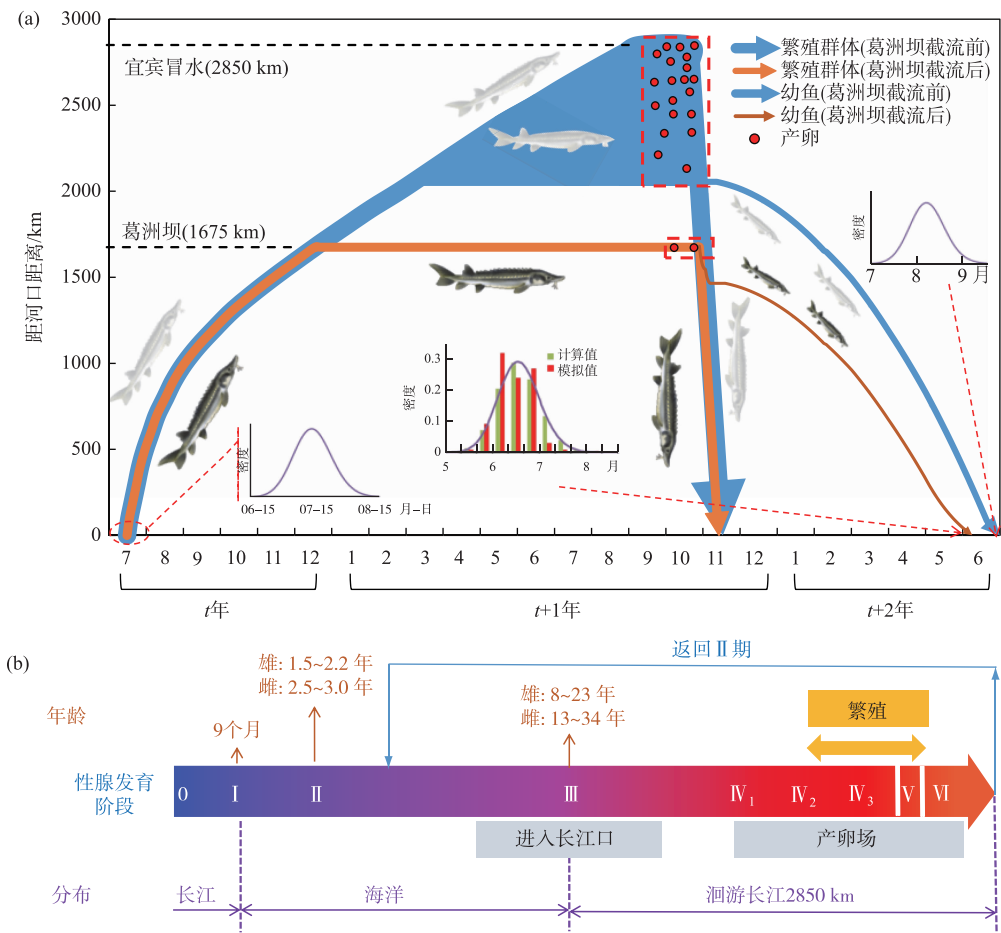 (a)
3000
2500
2000
1500
1000
500
0
距河口距离/km
宜宾冒水(2850 km)
葛洲坝(1675 km)
繁殖群体(葛洲坝截流前)
繁殖群体(葛洲坝截流后)
幼鱼(葛洲坝截流前)
幼鱼(葛洲坝截流后)
产卵
密度
7 8 9 月
0.3
0.2
0.1
0
密度
计算值
模拟值
5 6 7 8 月
密度
06-15 07-15 08-15 月-日
7 8 9 10 11 12 1 2 3 4 5 6 7 8 9 10 11 12 1 2 3 4 5 6
t年 t+1年 t+2年
(b)
返回Ⅱ期
雄: 1.5~2.2 年
雌: 2.5~3.0 年
雄: 8~23 年
雌: 13~34 年
年龄
9个月
繁殖
性腺发育
阶段
0 Ⅰ Ⅱ Ⅲ Ⅳ1 Ⅳ2 Ⅳ3 Ⅴ Ⅵ
进入长江口 产卵场
分布 长江 海洋 洄游长江2850 km